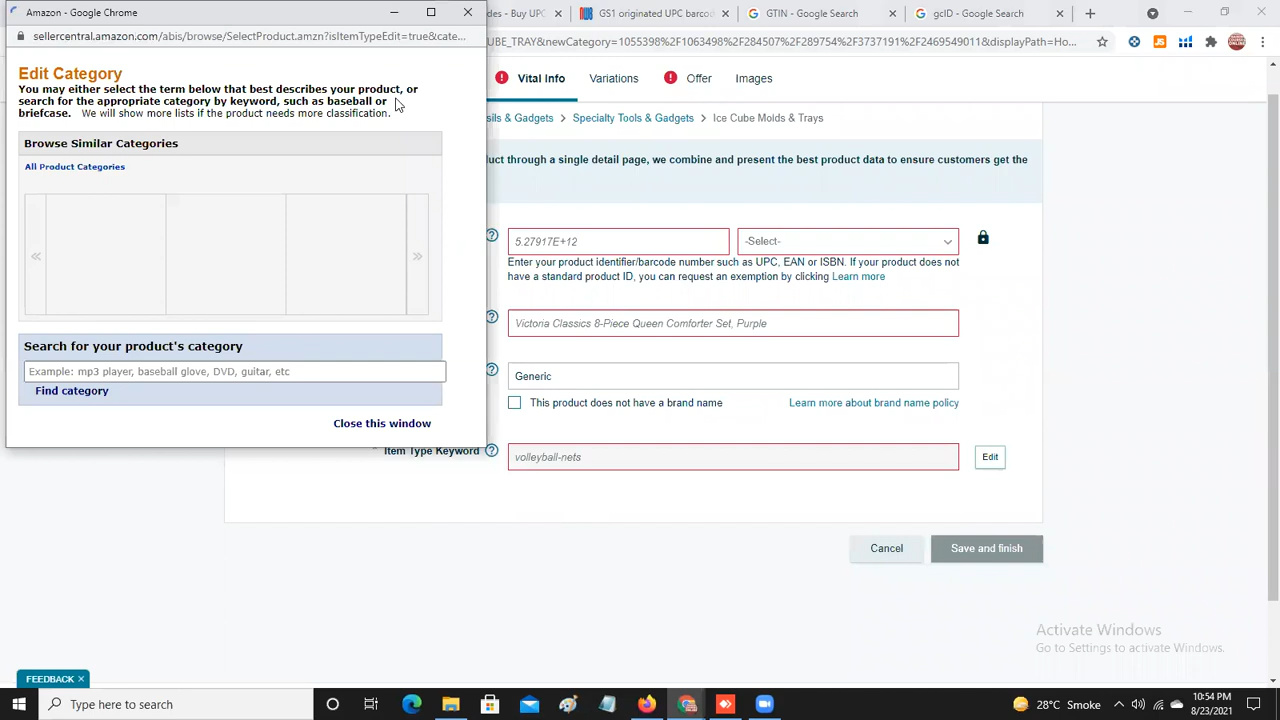 Amazon - Google Chrome
des - Buy UPC
GS1 originated UPC barcod
GTIN - Google Search
gcID - Google Search
sellercentral.amazon.com/abis/browse/SelectProduct.amzn?isItemTypeEdit=true&cate...
UBE_TRAY&newCategory=1055398%2F1063498%2F284507%2F289754%2F3737191%2F2469549011&displayPath=Ho...
Edit Category
You may either select the term below that best describes your product, or
search for the appropriate category by keyword, such as baseball or
briefcase. We will show more lists if the product needs more classification.
Browse Similar Categories
All Product Categories
«
»
Search for your product's category
Example: mp3 player, baseball glove, DVD, guitar, etc
Find category
Close this window
Vital Info
Variations
Offer
Images
sils & Gadgets > Specialty Tools & Gadgets > Ice Cube Molds & Trays
uct through a single detail page, we combine and present the best product data to ensure customers get the
5.27917E+12
-Select-
Enter your product identifier/barcode number such as UPC, EAN or ISBN. If your product does not
have a standard product ID, you can request an exemption by clicking Learn more
Victoria Classics 8-Piece Queen Comforter Set, Purple
Generic
This product does not have a brand name
Learn more about brand name policy
* Item Type Keyword
volleyball-nets
Edit
Cancel
Save and finish
Activate Windows
Go to Settings to activate Windows.
FEEDBACK
Type here to search
28°C Smoke
10:54 PM
8/23/2021